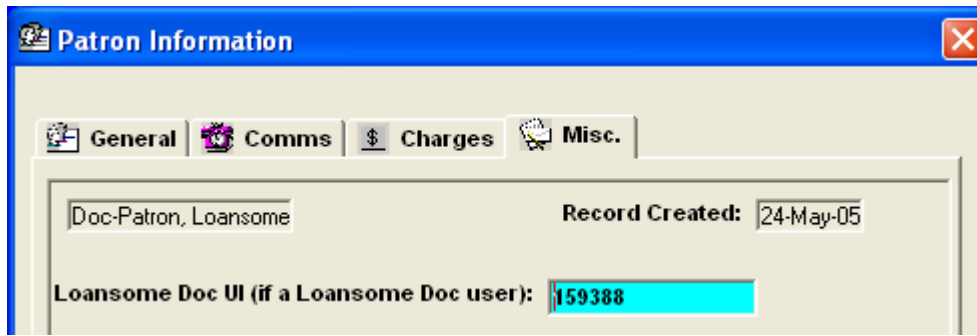 Patron Information
General Comms $ Charges Misc.
Doc-Patron, Loansome Record Created: 24-May-05
Loansome Doc UI (if a Loansome Doc user): 159388